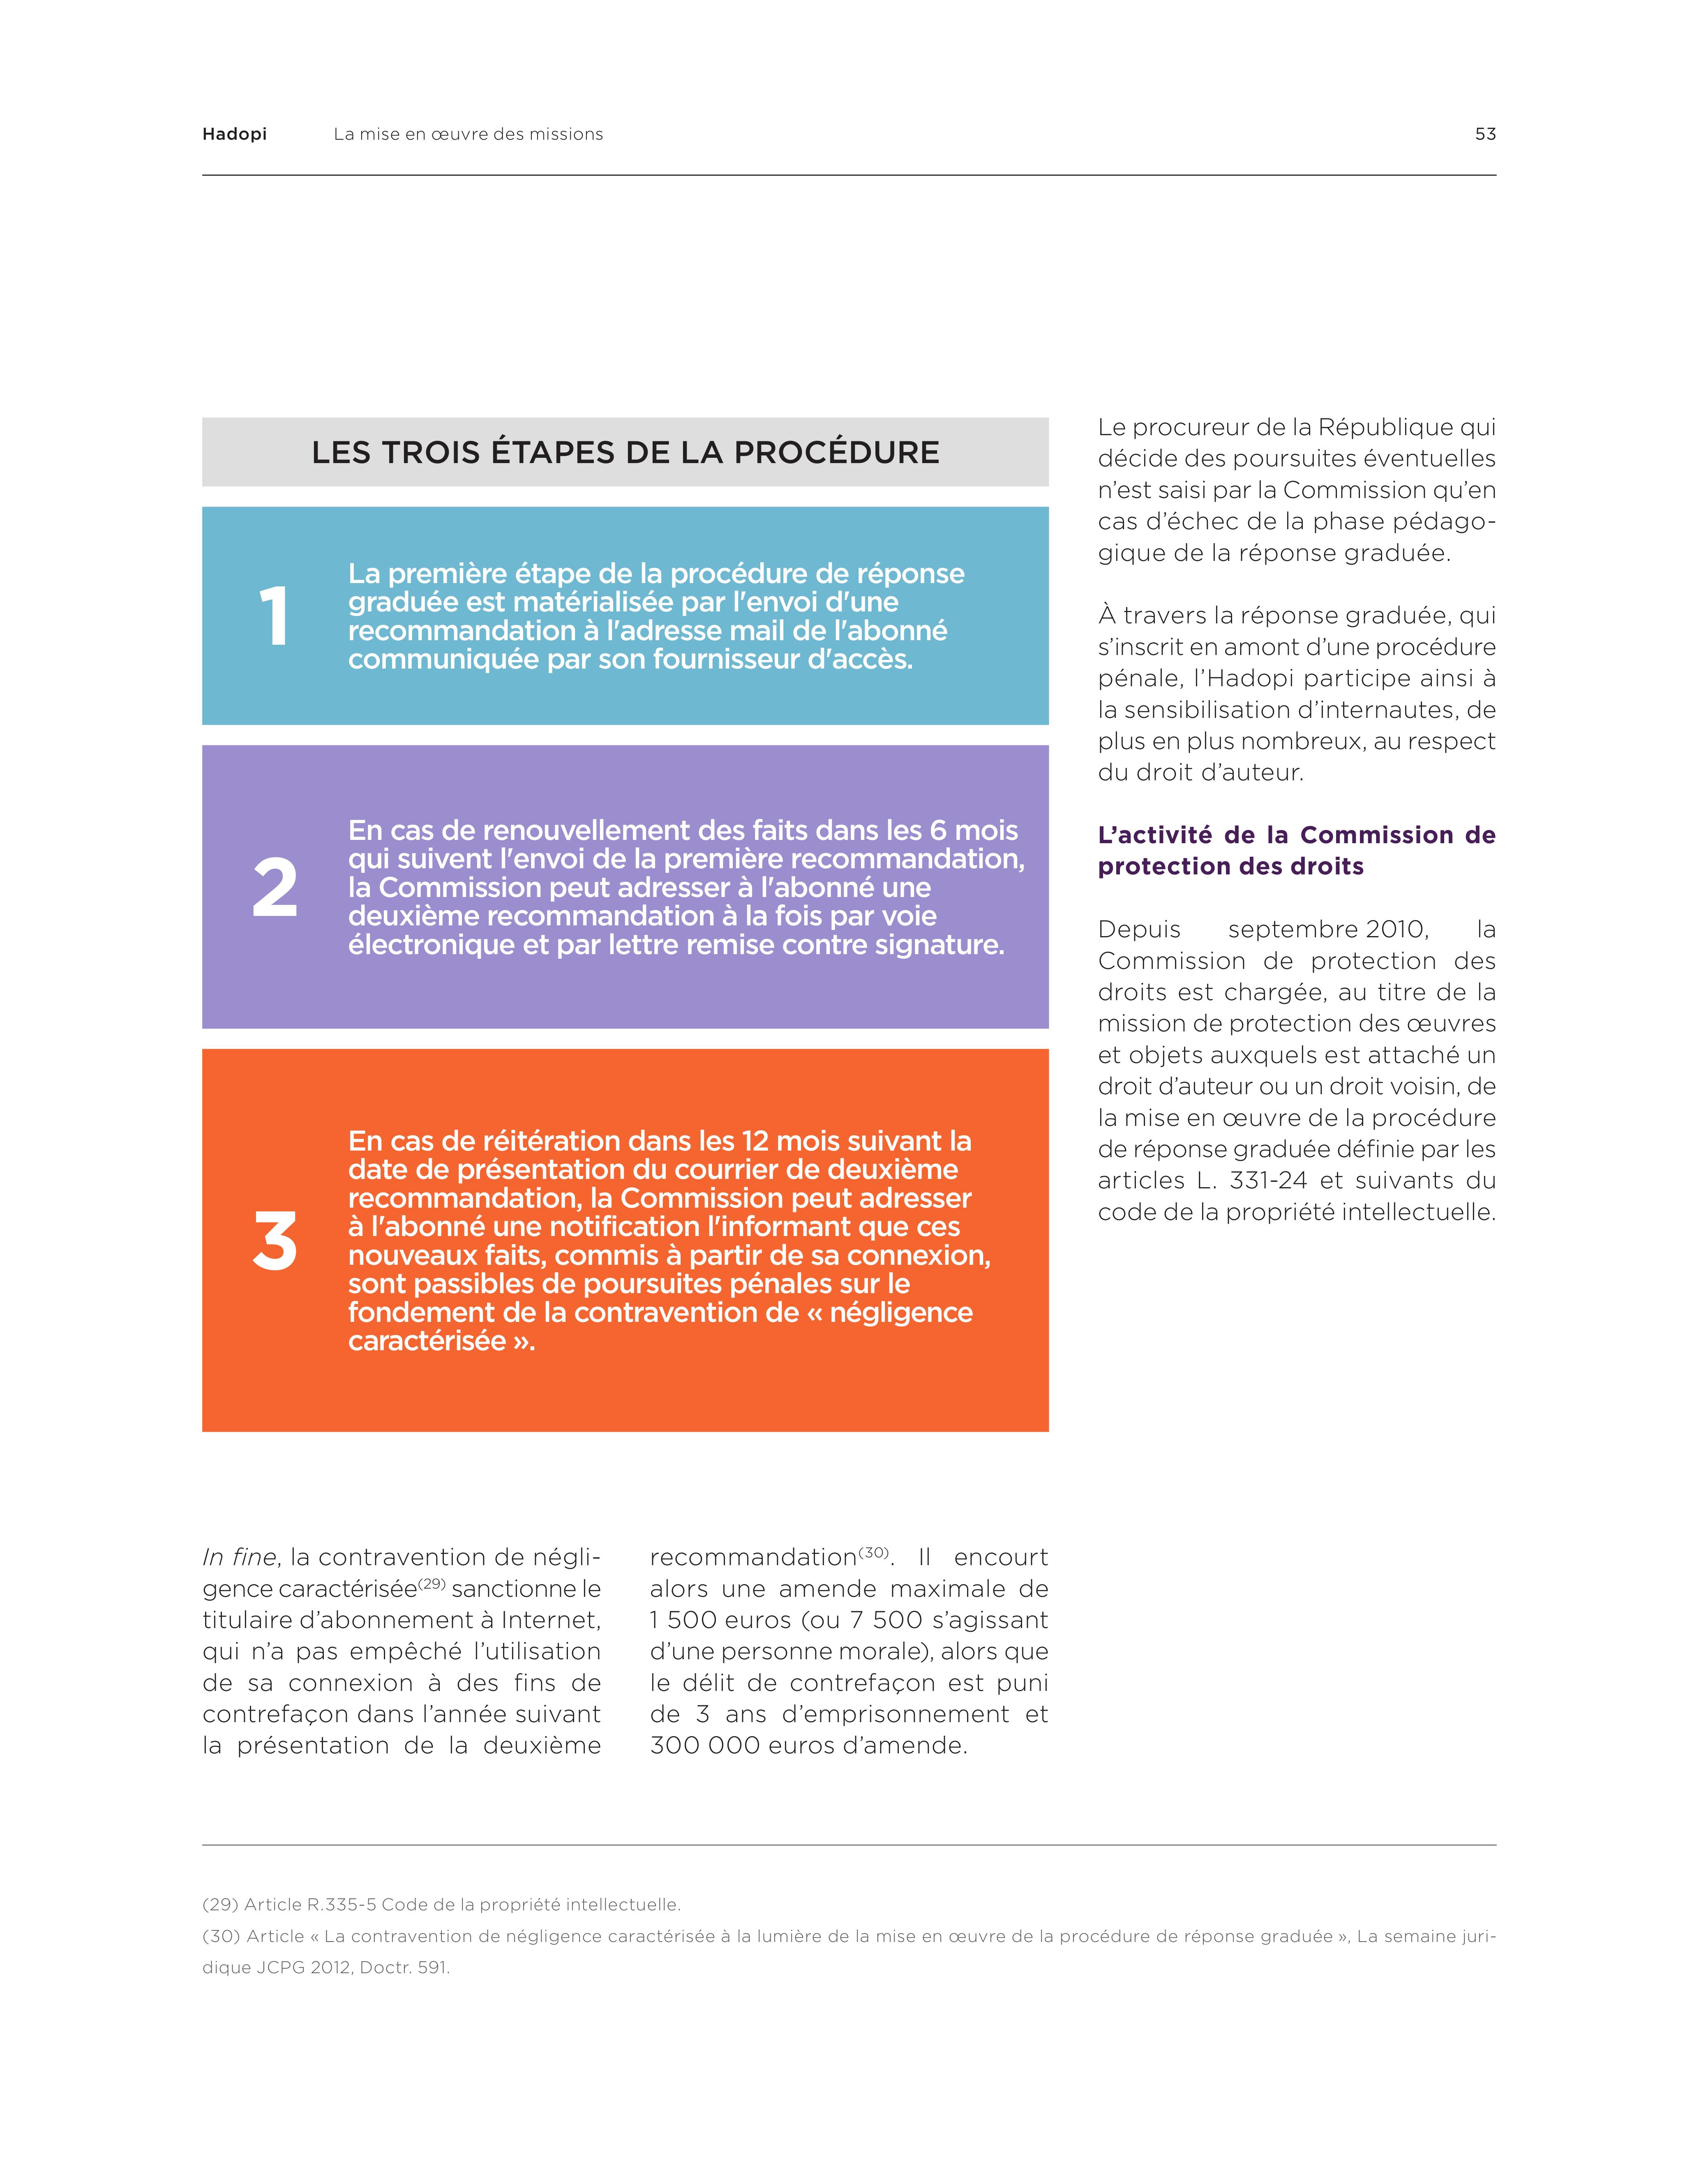 Hadopi La mise en œuvre des missions 53
LES TROIS ÉTAPES DE LA PROCÉDURE
1
La première étape de la procédure de réponse
graduée est matérialisée par l'envoi d'une
recommandation à l'adresse mail de l'abonné
communiquée par son fournisseur d'accès.
2
En cas de renouvellement des faits dans les 6 mois
qui suivent l'envoi de la première recommandation,
la Commission peut adresser à l'abonné une
deuxième recommandation à la fois par voie
électronique et par lettre remise contre signature.
3
En cas de réitération dans les 12 mois suivant la
date de présentation du courrier de deuxième
recommandation, la Commission peut adresser
à l'abonné une notification l'informant que ces
nouveaux faits, commis à partir de sa connexion,
sont passibles de poursuites pénales sur le
fondement de la contravention de « négligence
caractérisée ».
In fine, la contravention de négli-
gence caractérisée(29) sanctionne le
titulaire d’abonnement à Internet,
qui n’a pas empêché l’utilisation
de sa connexion à des fins de
contrefaçon dans l’année suivant
la présentation de la deuxième
recommandation(30). Il encourt
alors une amende maximale de
1 500 euros (ou 7 500 s’agissant
d’une personne morale), alors que
le délit de contrefaçon est puni
de 3 ans d’emprisonnement et
300 000 euros d’amende.
Le procureur de la République qui
décide des poursuites éventuelles
n’est saisi par la Commission qu’en
cas d’échec de la phase pédago-
gique de la réponse graduée.
À travers la réponse graduée, qui
s’inscrit en amont d’une procédure
pénale, l’Hadopi participe ainsi à
la sensibilisation d’internautes, de
plus en plus nombreux, au respect
du droit d’auteur.
L’activité de la Commission de
protection des droits
Depuis septembre 2010, la
Commission de protection des
droits est chargée, au titre de la
mission de protection des œuvres
et objets auxquels est attaché un
droit d’auteur ou un droit voisin, de
la mise en œuvre de la procédure
de réponse graduée définie par les
articles L. 331-24 et suivants du
code de la propriété intellectuelle.
(29) Article R.335-5 Code de la propriété intellectuelle.
(30) Article « La contravention de négligence caractérisée à la lumière de la mise en œuvre de la procédure de réponse graduée », La semaine juri-
dique JCPG 2012, Doctr. 591.